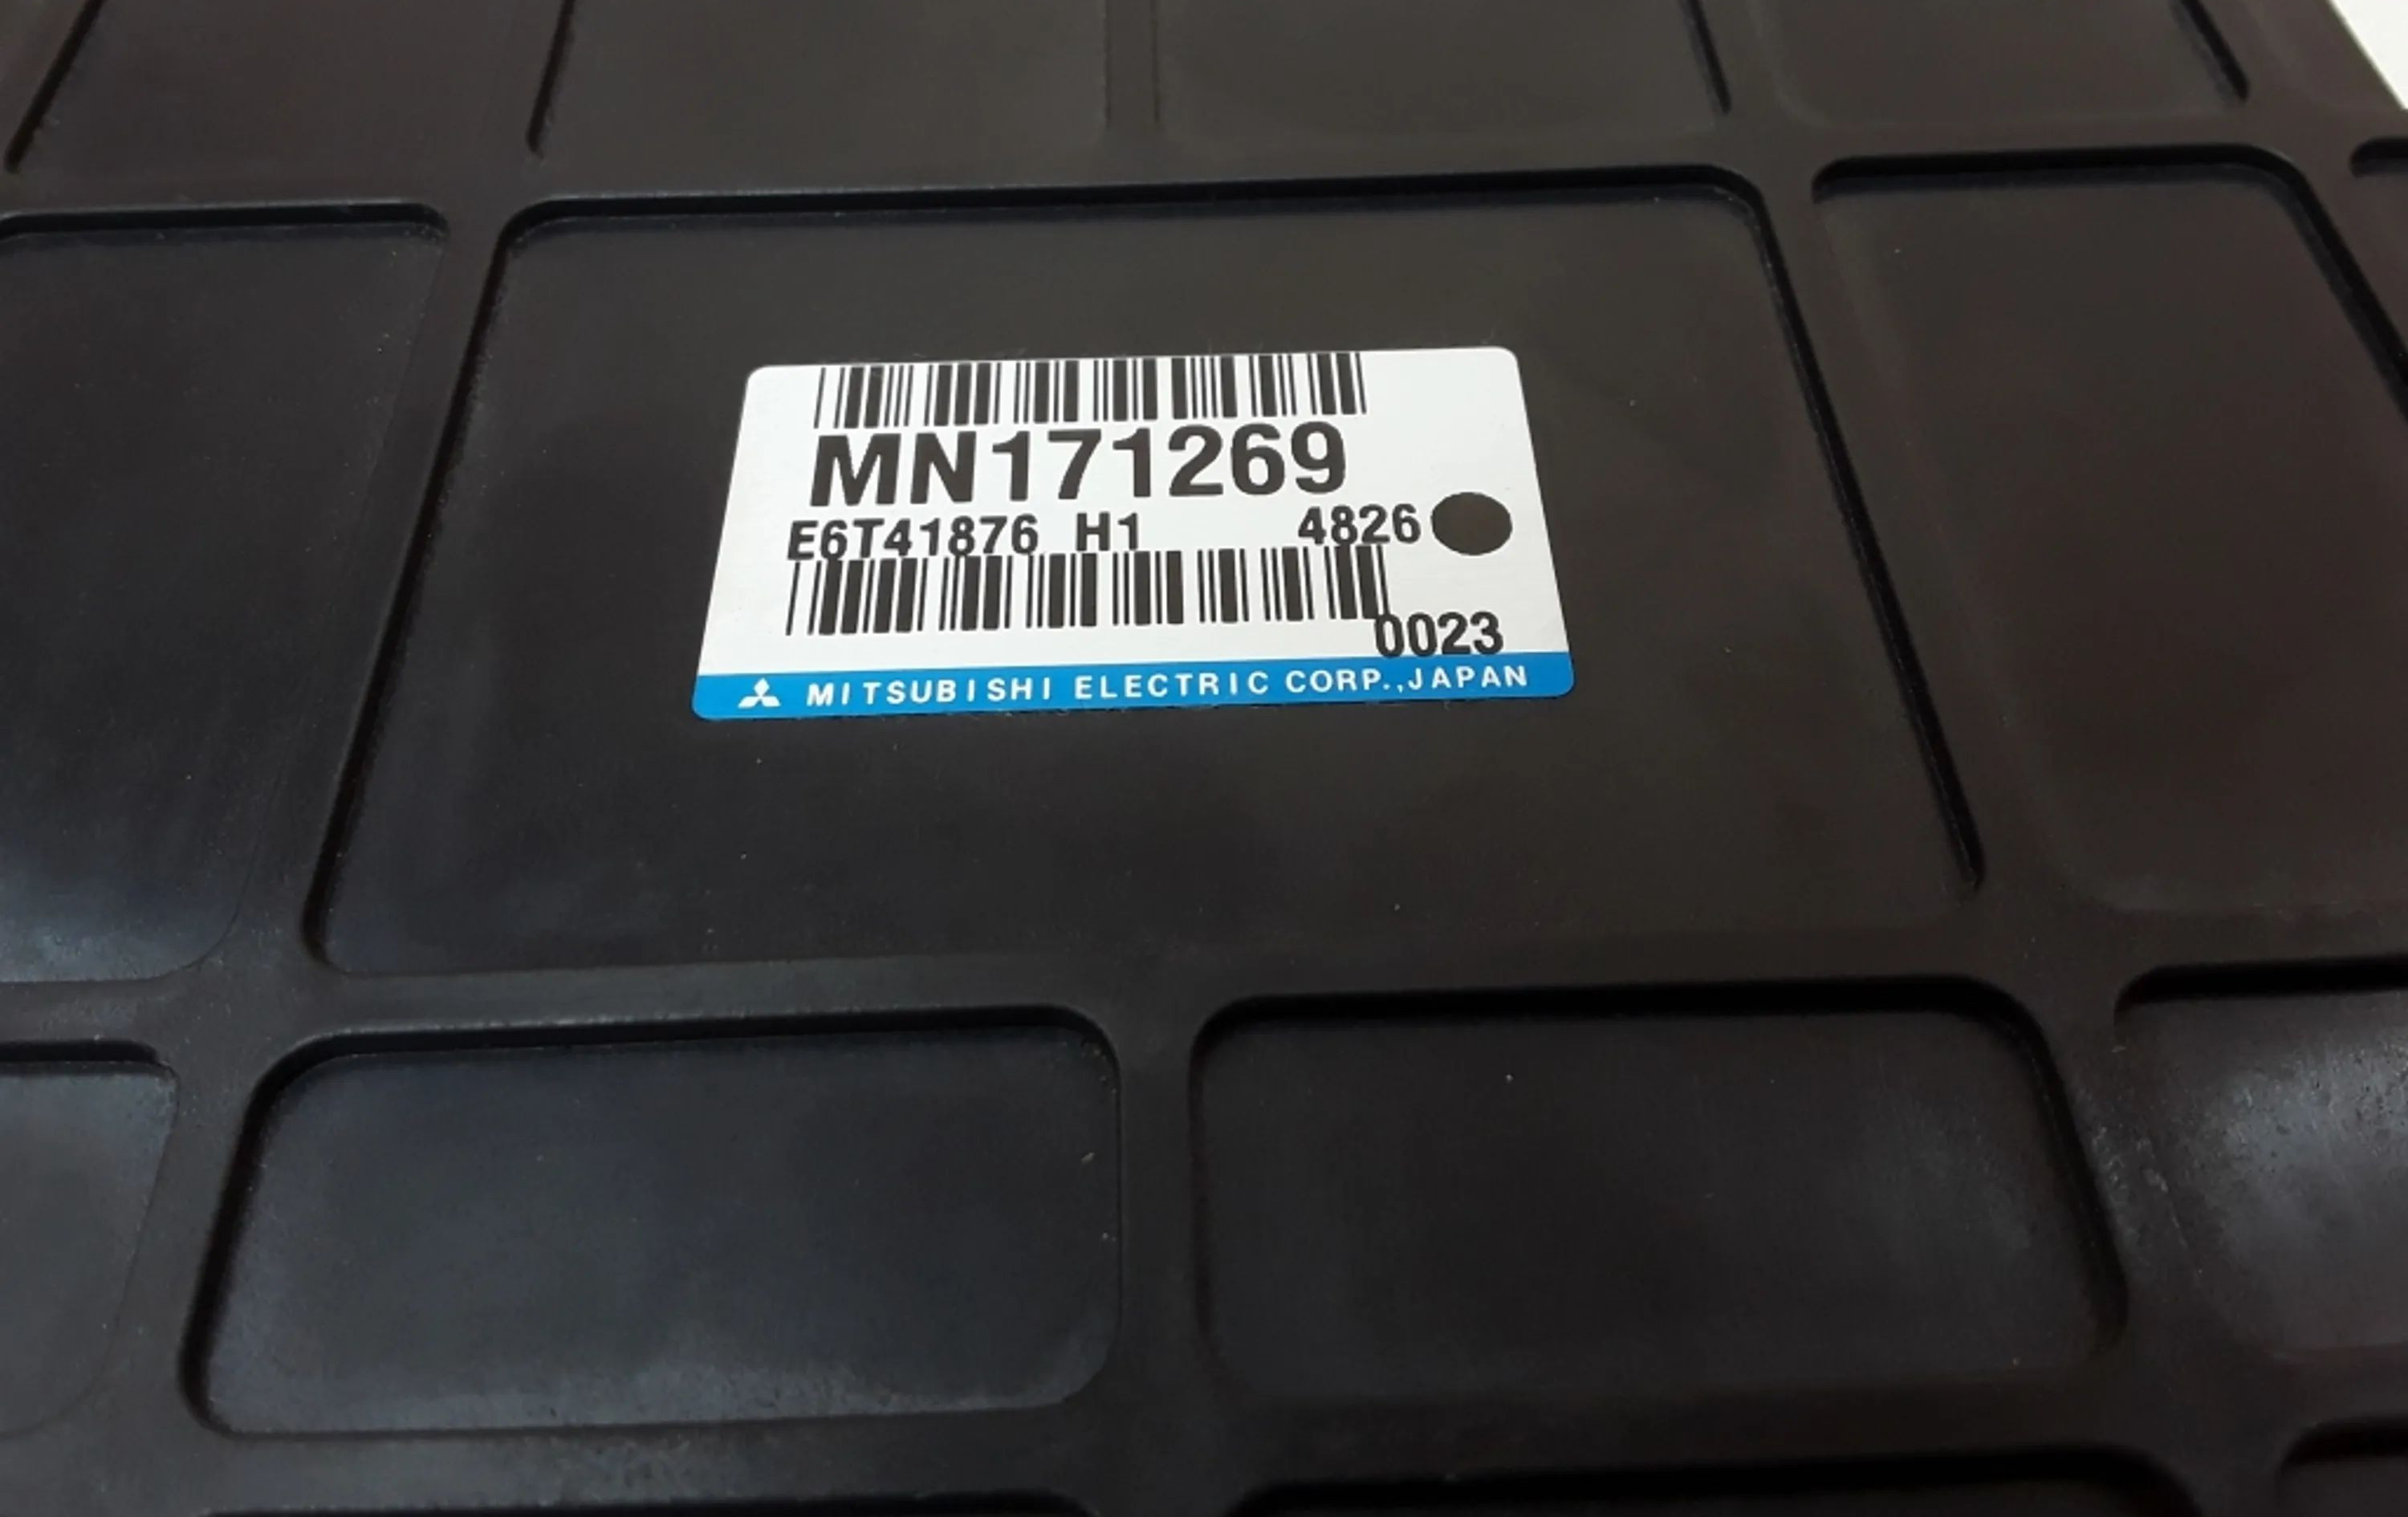 MN171269
E6T41876 H1 4826
0023
MITSUBISHI ELECTRIC CORP.,JAPAN